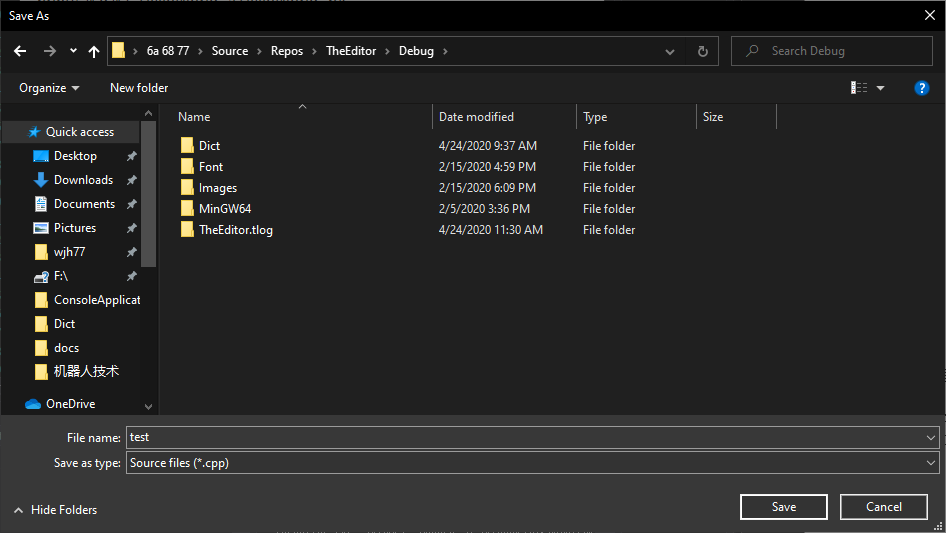 Save As
6a 68 77 > Source > Repos > TheEditor > Debug >
Search Debug
Organize
New folder
?
Name Date modified Type Size
Dict 4/24/2020 9:37 AM File folder
Font 2/15/2020 4:59 PM File folder
Images 2/15/2020 6:09 PM File folder
MinGW64 2/5/2020 3:36 PM File folder
TheEditor.tlog 4/24/2020 11:30 AM File folder
Quick access
Desktop
Downloads
Documents
Pictures
wjh77
F:\
ConsoleApplicat
Dict
docs
机器人技术
OneDrive
File name: test
Save as type: Source files (*.cpp)
Hide Folders
Save
Cancel